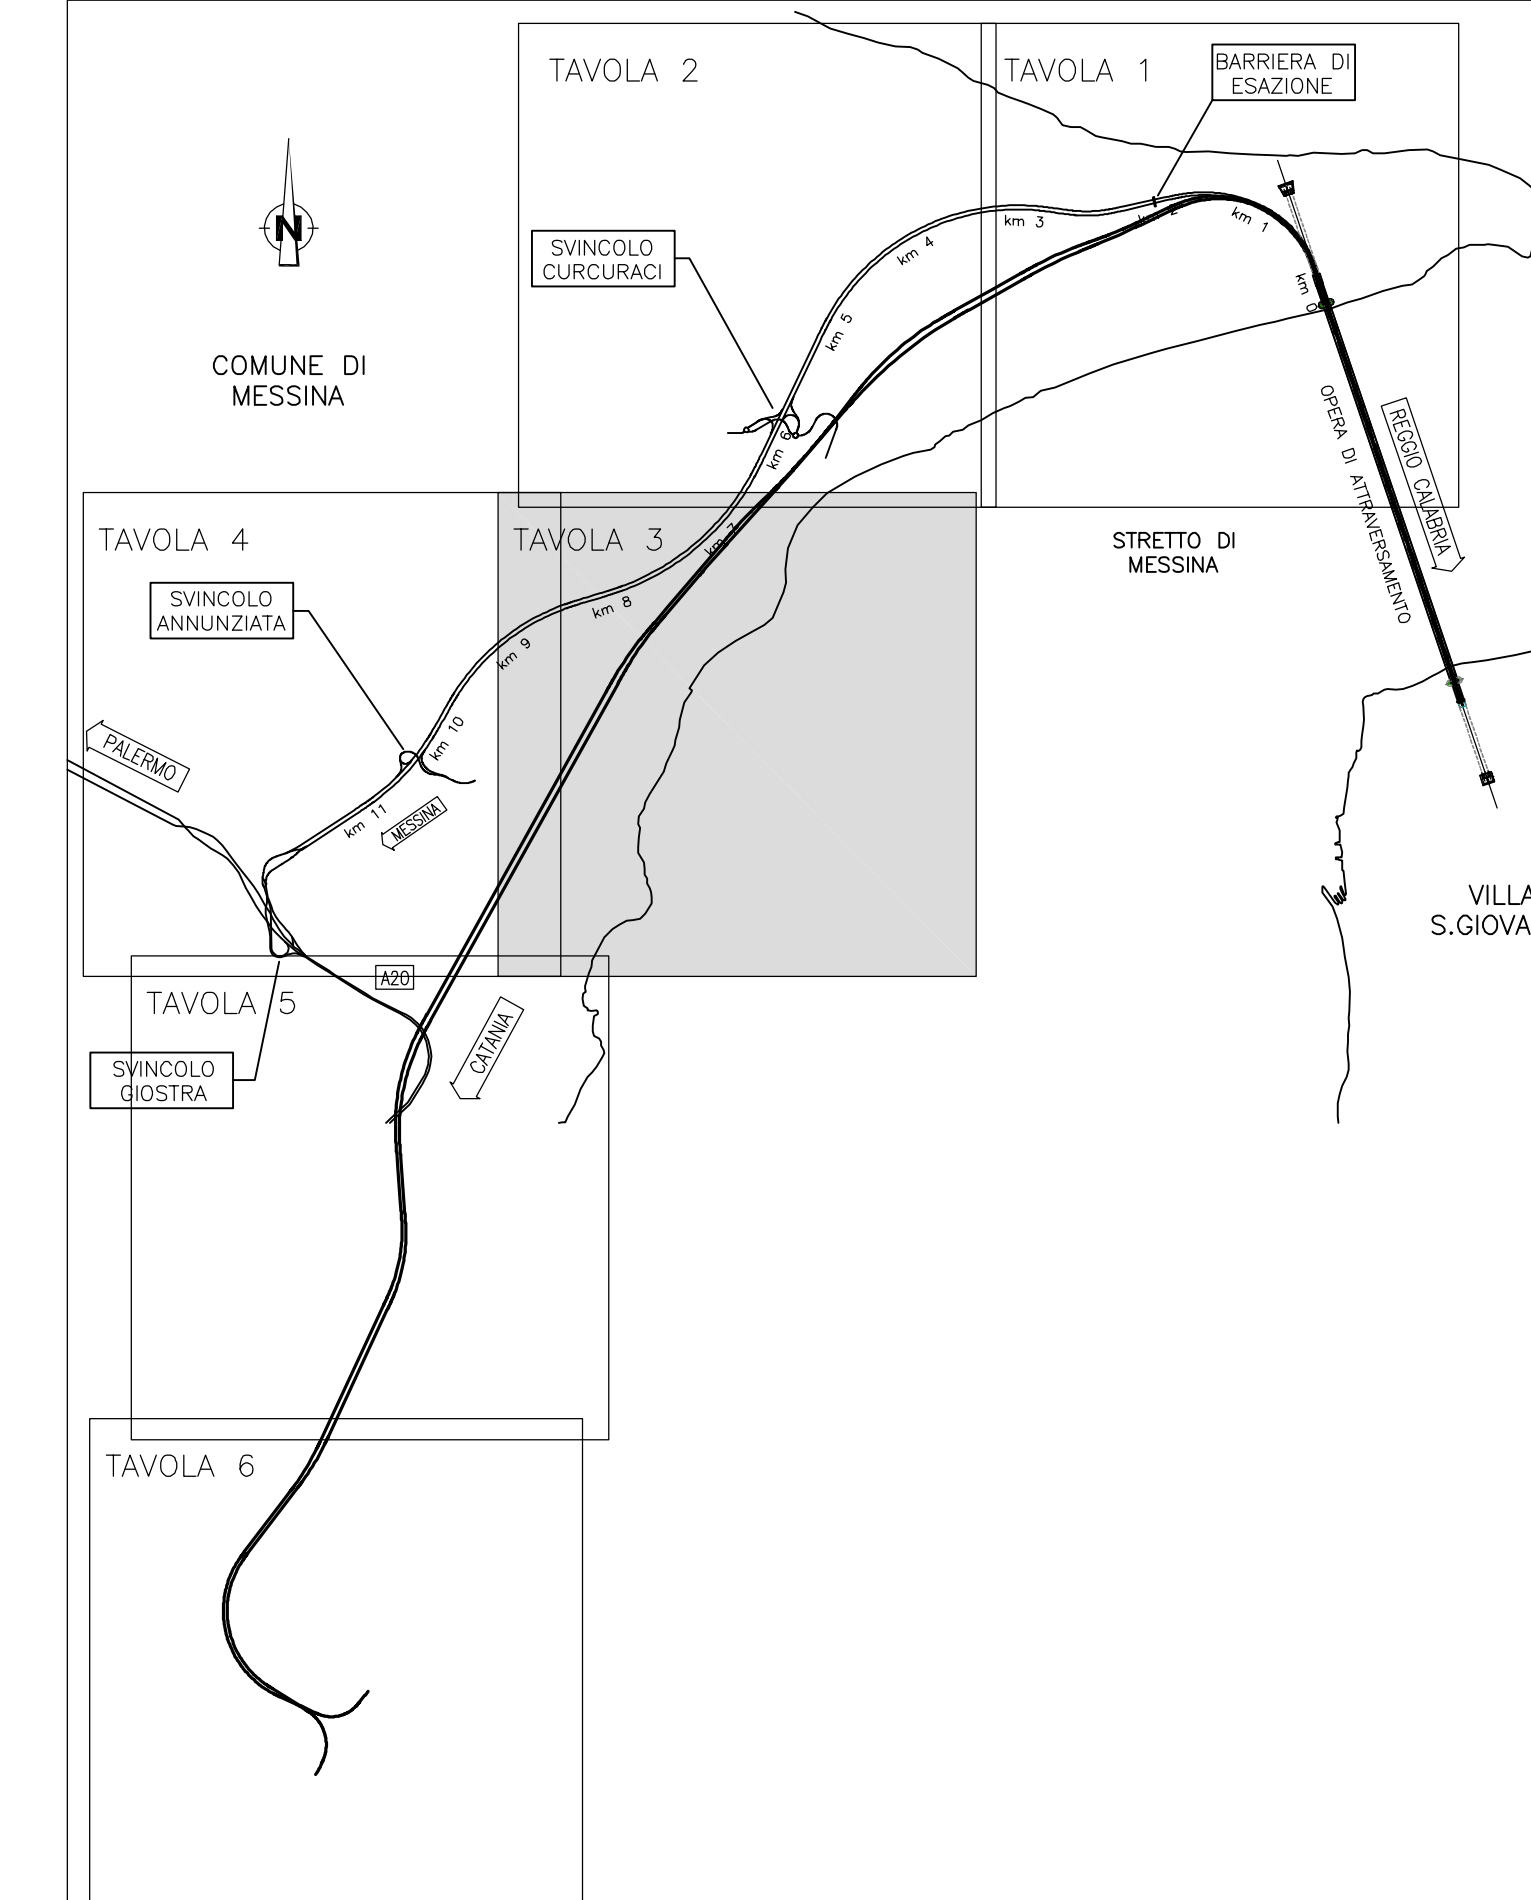 TAVOLA 2
TAVOLA 1
BARRIERA DI
ESAZIONE
N
SVINCOLO
CURCURACI
km 0
km 1
km 2
km 3
km 4
km 5
km 6
km 7
COMUNE DI
MESSINA
OPERA DI ATTRAVERSAMENTO
REGGIO CALABRIA
TAVOLA 4
TAVOLA 3
STRETTO DI
MESSINA
SVINCOLO
ANNUNZIATA
km 8
km 9
km 10
km 11
PALERMO
MESSINA
VILLA
S.GIOVA
A20
TAVOLA 5
CATANIA
SVINCOLO
GIOSTRA
TAVOLA 6